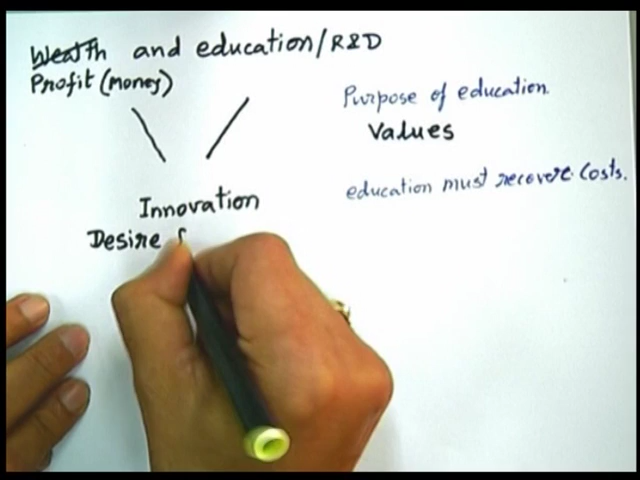 Wealth and education/R&D
Profit (money)
Purpose of education
Values
education must recover costs.
Innovation
Desire f